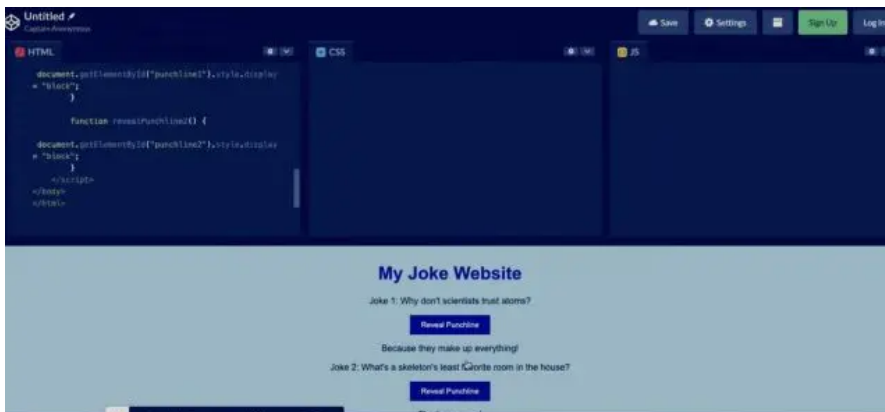 Untitled
Captain Anonymous
Save
Settings
Sign Up
Log In
HTML
CSS
JS
document.getElementById("punchline1").style.display
= "block";
}
function revealPunchline2() {
document.getElementById("punchline2").style.display
= "block";
}
</script>
</body>
</html>
My Joke Website
Joke 1: Why don't scientists trust atoms?
Reveal Punchline
Because they make up everything!
Joke 2: What's a skeleton's least favorite room in the house?
Reveal Punchline